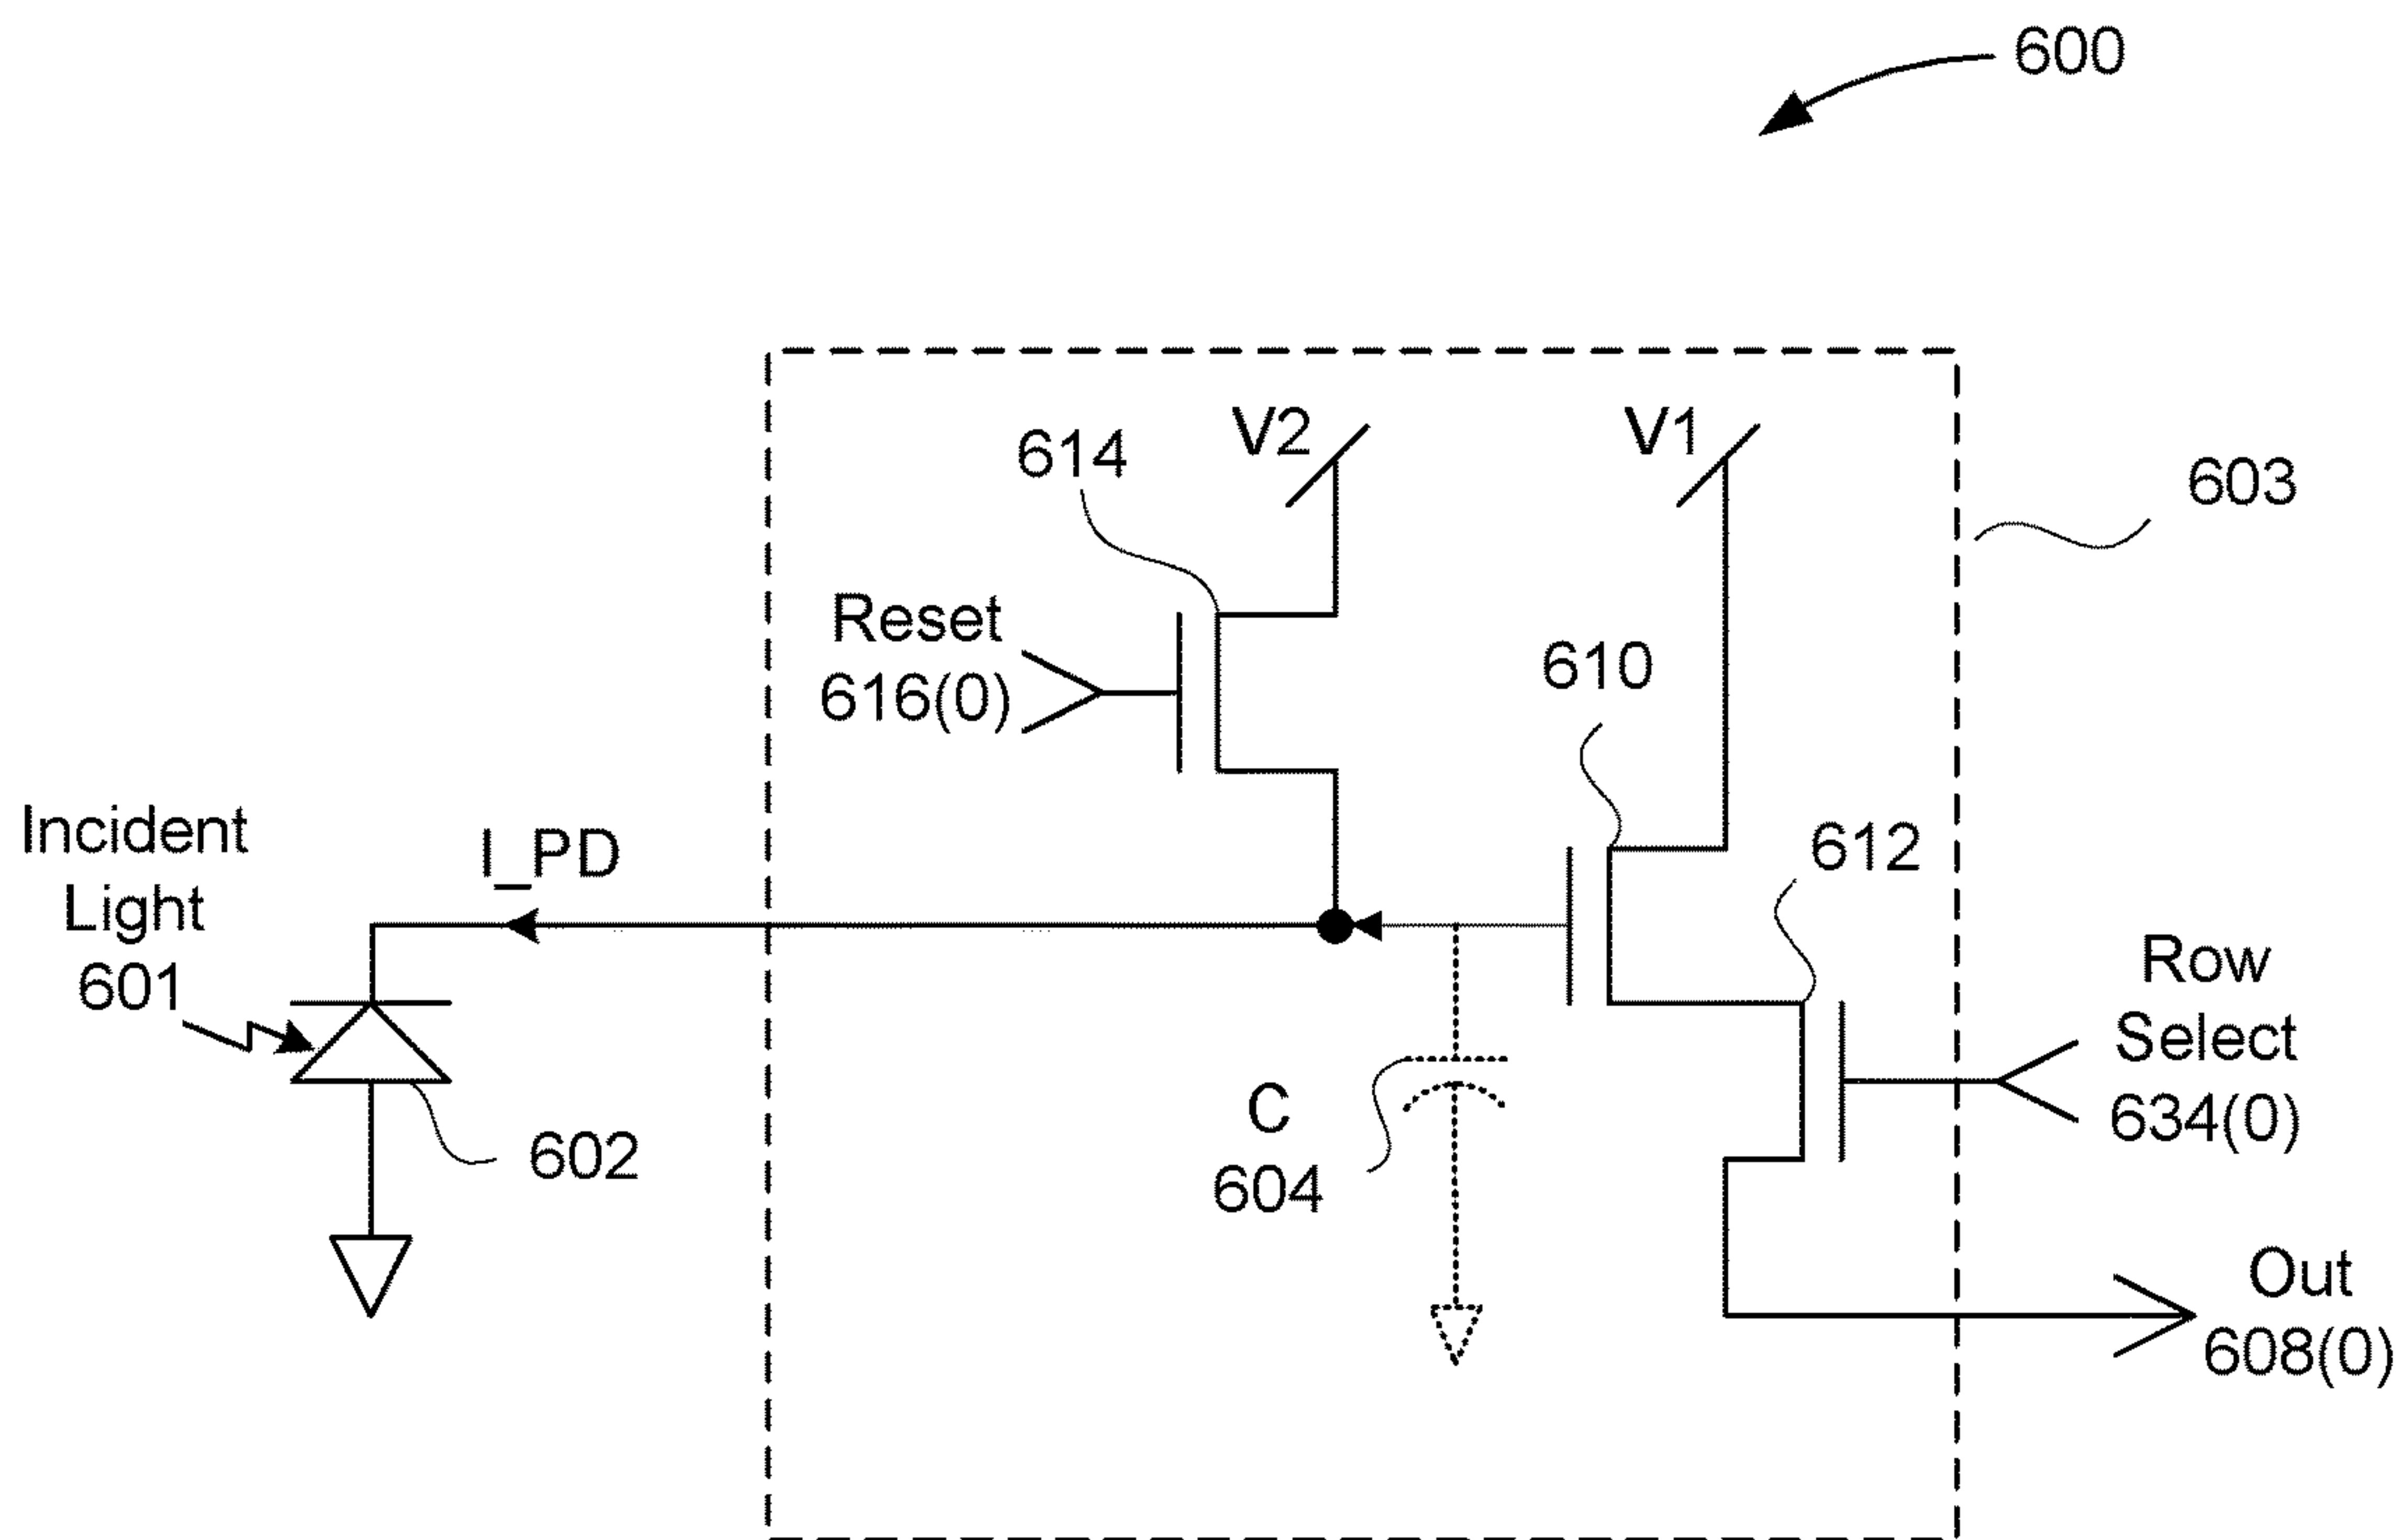 600
V2
V1
614
603
Reset
616(0)
610
Incident
Light
601
I_PD
612
Row
Select
634(0)
C
604
602
Out
608(0)